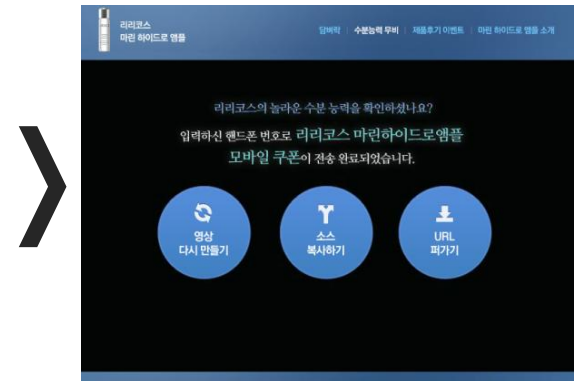 리리코스
마린 하이드로 앰플
담벼락 | 수분능력 무비 | 제품후기 이벤트 | 마린 하이드로 앰플 소개
리리코스의 놀라운 수분 능력을 확인하셨나요?
입력하신 핸드폰 번호로 리리코스 마린하이드로앰플
모바일 쿠폰이 전송 완료되었습니다.
영상
다시 만들기
소스
복사하기
URL
퍼가기